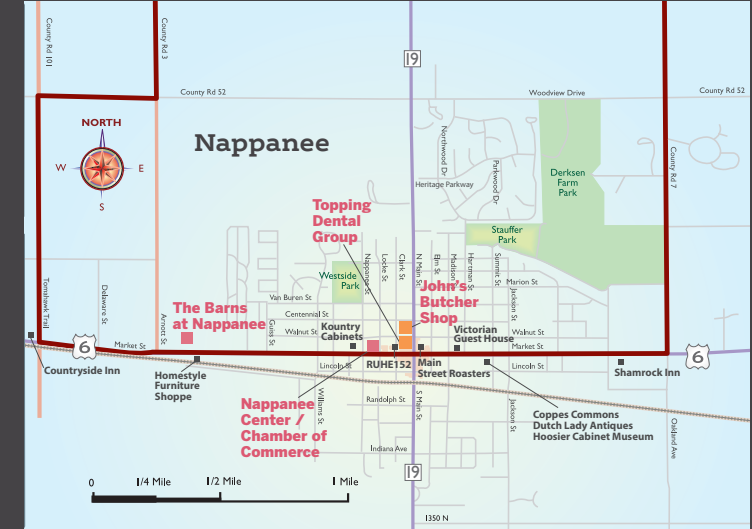 County Rd 101
County Rd 3
19
County Rd 52
Woodview Drive
County Rd 52
NORTH
W
E
S
Nappanee
Northwood Dr
Parkwood Dr
Heritage Parkway
County Rd 7
Derksen
Farm
Park
Topping
Dental
Group
Stauffer
Park
Nappanee St
Locke St
Clark St
N Main St
Elm St
Madison St
Hartman St
Summit St
Westside
Park
Marion St
John's
Butcher
Shop
Jackson St
Van Buren St
Tomahawk Trail
Delaware St
Arnott St
The Barns
at Nappanee
Centennial St
Guiss St
Walnut St
Kountry
Cabinets
Victorian
Guest House
Walnut St
Market St
6
Market St
6
Countryside Inn
Homestyle
Furniture
Shoppe
Lincoln St
RUHE152
Main
Street Roasters
Lincoln St
Shamrock Inn
Williams St
Randolph St
S Main St
Jackson St
Nappanee
Center /
Chamber of
Commerce
Coppes Commons
Dutch Lady Antiques
Hoosier Cabinet Museum
Oakland Ave
Indiana Ave
19
0
1/4 Mile
1/2 Mile
1 Mile
1350 N